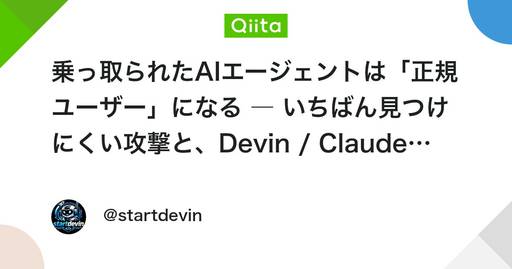 Qiita
乗っ取られたAIエージェントは「正規
ユーザー」になる ― いちばん見つけ
にくい攻撃と、Devin / Claude…
startdevin
@startdevin